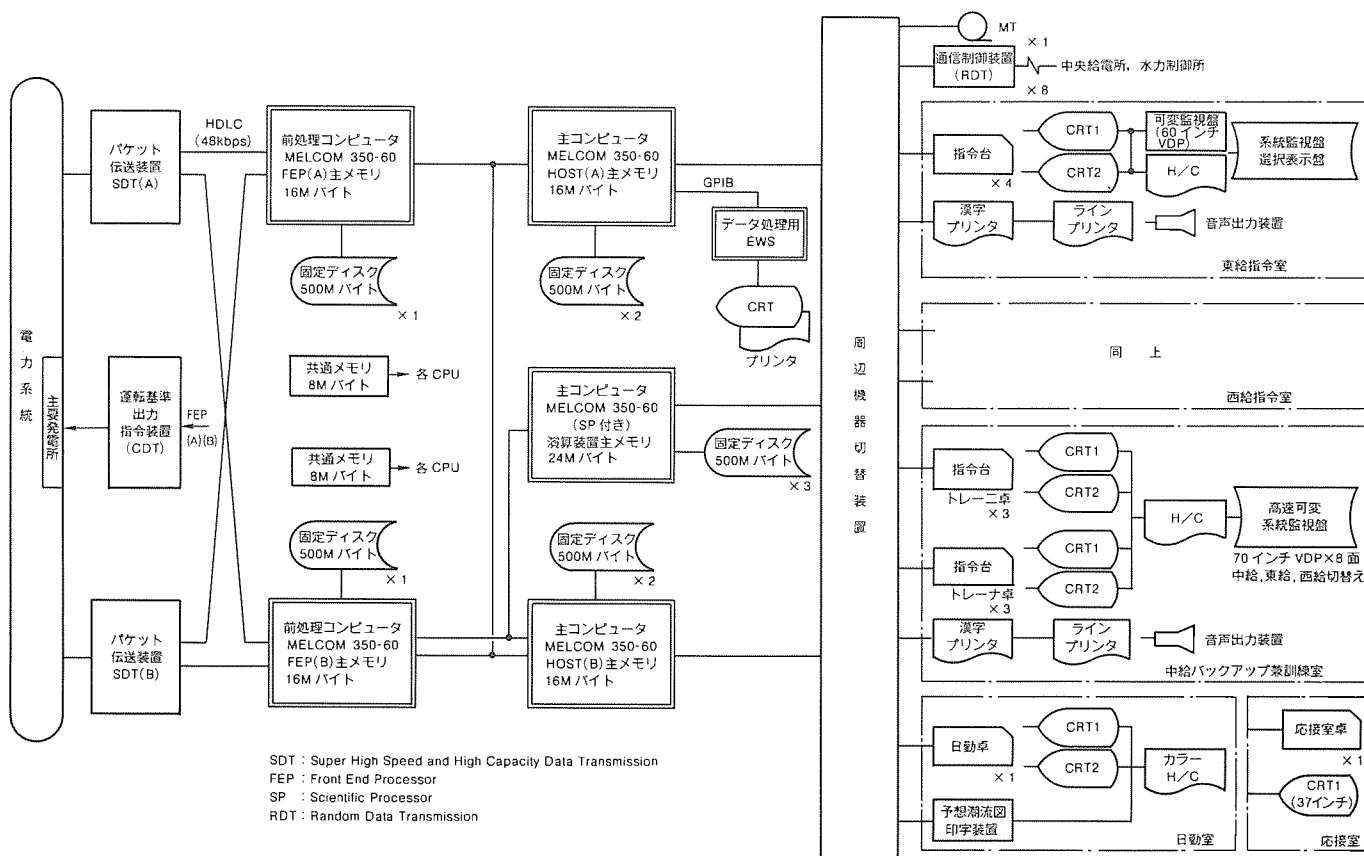 電力系統
主要発電所
パケット
伝送装置
SDT(A)
HDLC
(48kbps)
運転基準
出力
指令装置
(CDT)
FEP
(A)(B)
パケット
伝送装置
SDT(B)
前処理コンピュータ
MELCOM 350-60
FEP(A)主メモリ
16Mバイト
固定ディスク
500Mバイト
×1
共通メモリ
8Mバイト
各CPU
共通メモリ
8Mバイト
各CPU
固定ディスク
500Mバイト
×1
前処理コンピュータ
MELCOM 350-60
FEP(B)主メモリ
16Mバイト
主コンピュータ
MELCOM 350-60
HOST(A)主メモリ
16Mバイト
GPIB
データ処理用
EWS
CRT
プリンタ
固定ディスク
500Mバイト
×2
主コンピュータ
MELCOM 350-60
(SP付き)
演算装置主メモリ
24Mバイト
固定ディスク
500Mバイト
×3
固定ディスク
500Mバイト
×2
主コンピュータ
MELCOM 350-60
HOST(B)主メモリ
16Mバイト
SDT : Super High Speed and High Capacity Data Transmission
FEP : Front End Processor
SP : Scientific Processor
RDT : Random Data Transmission
周辺機器切替装置
MT
×1
通信制御装置
(RDT)
×8
中央給電所，水力制御所
指令台
×4
CRT1
CRT2
可変監視盤
(60インチ
VDP)
H/C
系統監視盤
選択表示盤
漢字
プリンタ
ライン
プリンタ
音声出力装置
東給指令室
同上
西給指令室
指令台
トレーニ卓
×3
CRT1
CRT2
指令台
トレーナ卓
×3
CRT1
CRT2
H/C
高速可変
系統監視盤
70インチVDP×8面
中給，東給，西給切替え
漢字
プリンタ
ライン
プリンタ
音声出力装置
中給バックアップ兼訓練室
日勤卓
×1
CRT1
CRT2
カラー
H/C
予想潮流図
印字装置
日勤室
応接室卓
×1
CRT1
(37インチ)
応接室